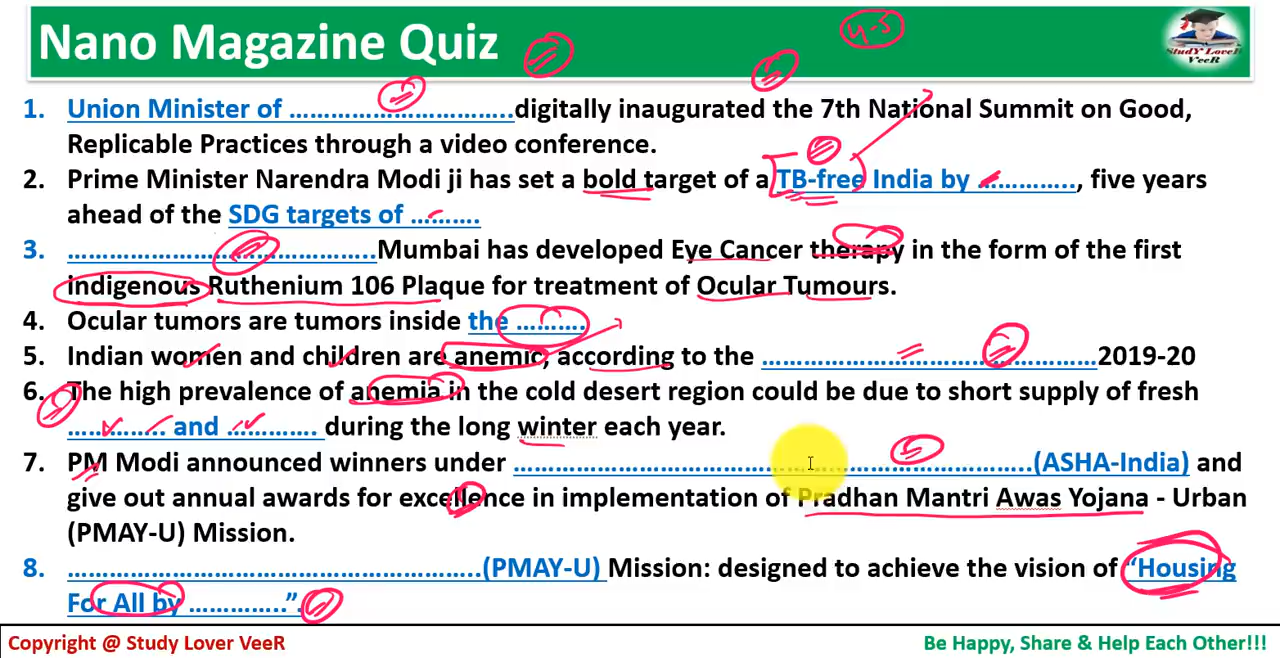 Nano Magazine Quiz
4-5
StudY LoveR
VeeR
1. Union Minister of ……………………………..digitally inaugurated the 7th National Summit on Good,
Replicable Practices through a video conference.
2. Prime Minister Narendra Modi ji has set a bold target of a TB-free India by ………….., five years
ahead of the SDG targets of ……….
3. ……………………………………..Mumbai has developed Eye Cancer therapy in the form of the first
indigenous Ruthenium 106 Plaque for treatment of Ocular Tumours.
4. Ocular tumors are tumors inside the ……….
5. Indian women and children are anemic, according to the ……………………………………………2019-20
6. The high prevalence of anemia in the cold desert region could be due to short supply of fresh
………….. and …………. during the long winter each year.
7. PM Modi announced winners under ……………………………………………………………………..(ASHA-India) and
give out annual awards for excellence in implementation of Pradhan Mantri Awas Yojana - Urban
(PMAY-U) Mission.
8. ………………………………………………………..(PMAY-U) Mission: designed to achieve the vision of “Housing
For All by …………..”.
Copyright @ Study Lover VeeR
Be Happy, Share & Help Each Other!!!